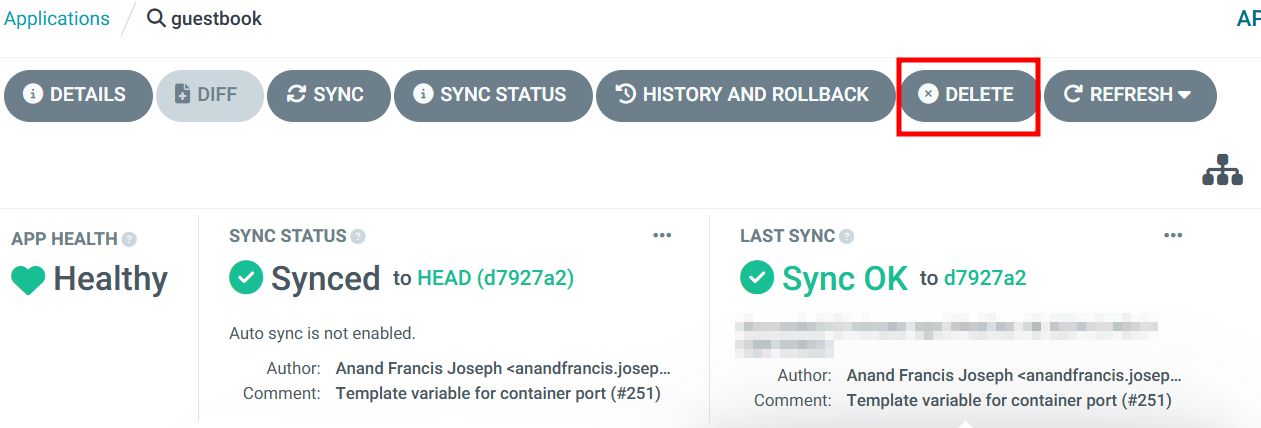 Applications guestbook AP
DETAILS DIFF SYNC SYNC STATUS HISTORY AND ROLLBACK DELETE REFRESH
APP HEALTH
Healthy
SYNC STATUS
Synced to HEAD (d7927a2)
Auto sync is not enabled.
Author: Anand Francis Joseph <anandfrancis.josep...
Comment: Template variable for container port (#251)
LAST SYNC
Sync OK to d7927a2
Author: Anand Francis Joseph <anandfrancis.josep...
Comment: Template variable for container port (#251)